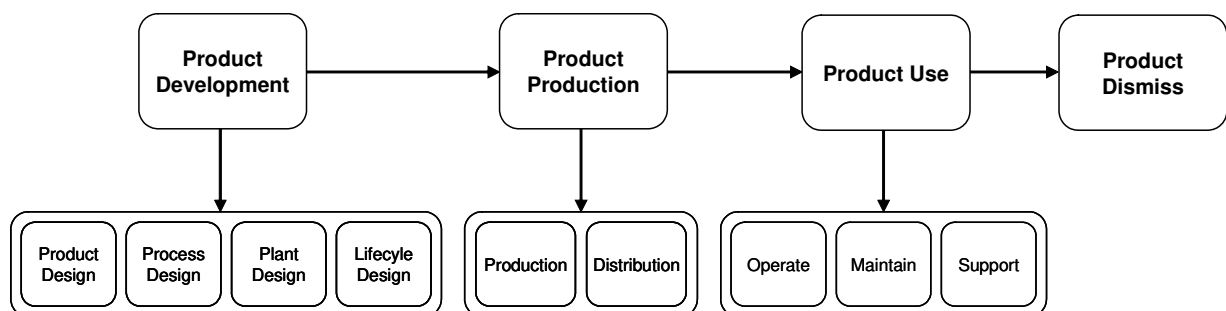 Product
Development
Product
Production
Product Use
Product
Dismiss
Product
Design
Process
Design
Plant
Design
Lifecyle
Design
Production
Distribution
Operate
Maintain
Support